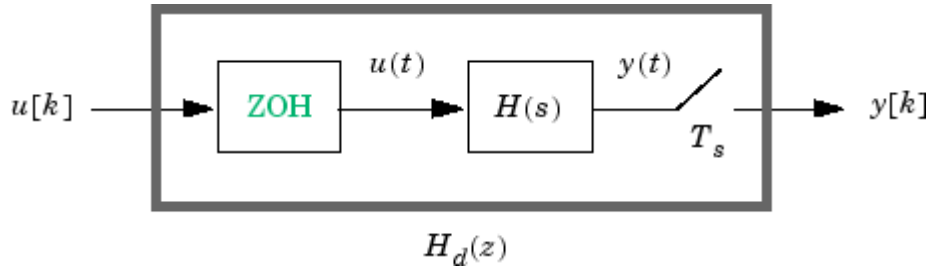 u(t)
y(t)
u[k]
ZOH
H(s)
y[k]
T_s
H_d(z)